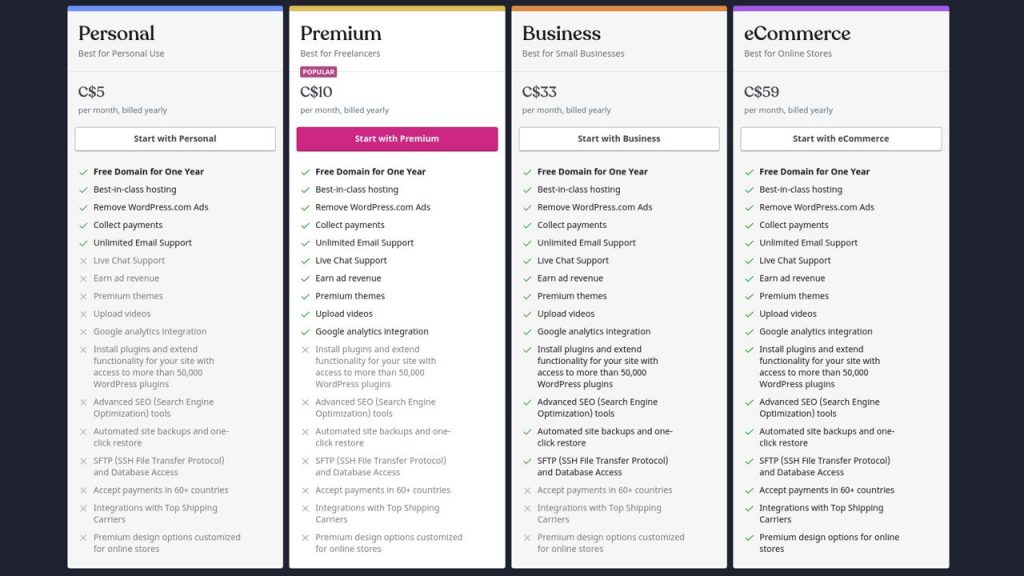 Personal
Best for Personal Use
C$5
per month, billed yearly
Start with Personal
Free Domain for One Year
Best-in-class hosting
Remove WordPress.com Ads
Collect payments
Unlimited Email Support
Live Chat Support
Earn ad revenue
Premium themes
Upload videos
Google analytics integration
Install plugins and extend
functionality for your site with
access to more than 50,000
WordPress plugins
Advanced SEO (Search Engine
Optimization) tools
Automated site backups and one-
click restore
SFTP (SSH File Transfer Protocol)
and Database Access
Accept payments in 60+ countries
Integrations with Top Shipping
Carriers
Premium design options customized
for online stores
Premium
Best for Freelancers
POPULAR
C$10
per month, billed yearly
Start with Premium
Free Domain for One Year
Best-in-class hosting
Remove WordPress.com Ads
Collect payments
Unlimited Email Support
Live Chat Support
Earn ad revenue
Premium themes
Upload videos
Google analytics integration
Install plugins and extend
functionality for your site with
access to more than 50,000
WordPress plugins
Advanced SEO (Search Engine
Optimization) tools
Automated site backups and one-
click restore
SFTP (SSH File Transfer Protocol)
and Database Access
Accept payments in 60+ countries
Integrations with Top Shipping
Carriers
Premium design options customized
for online stores
Business
Best for Small Businesses
C$33
per month, billed yearly
Start with Business
Free Domain for One Year
Best-in-class hosting
Remove WordPress.com Ads
Collect payments
Unlimited Email Support
Live Chat Support
Earn ad revenue
Premium themes
Upload videos
Google analytics integration
Install plugins and extend
functionality for your site with
access to more than 50,000
WordPress plugins
Advanced SEO (Search Engine
Optimization) tools
Automated site backups and one-
click restore
SFTP (SSH File Transfer Protocol)
and Database Access
Accept payments in 60+ countries
Integrations with Top Shipping
Carriers
Premium design options customized
for online stores
eCommerce
Best for Online Stores
C$59
per month, billed yearly
Start with eCommerce
Free Domain for One Year
Best-in-class hosting
Remove WordPress.com Ads
Collect payments
Unlimited Email Support
Live Chat Support
Earn ad revenue
Premium themes
Upload videos
Google analytics integration
Install plugins and extend
functionality for your site with
access to more than 50,000
WordPress plugins
Advanced SEO (Search Engine
Optimization) tools
Automated site backups and one-
click restore
SFTP (SSH File Transfer Protocol)
and Database Access
Accept payments in 60+ countries
Integrations with Top Shipping
Carriers
Premium design options for online
stores